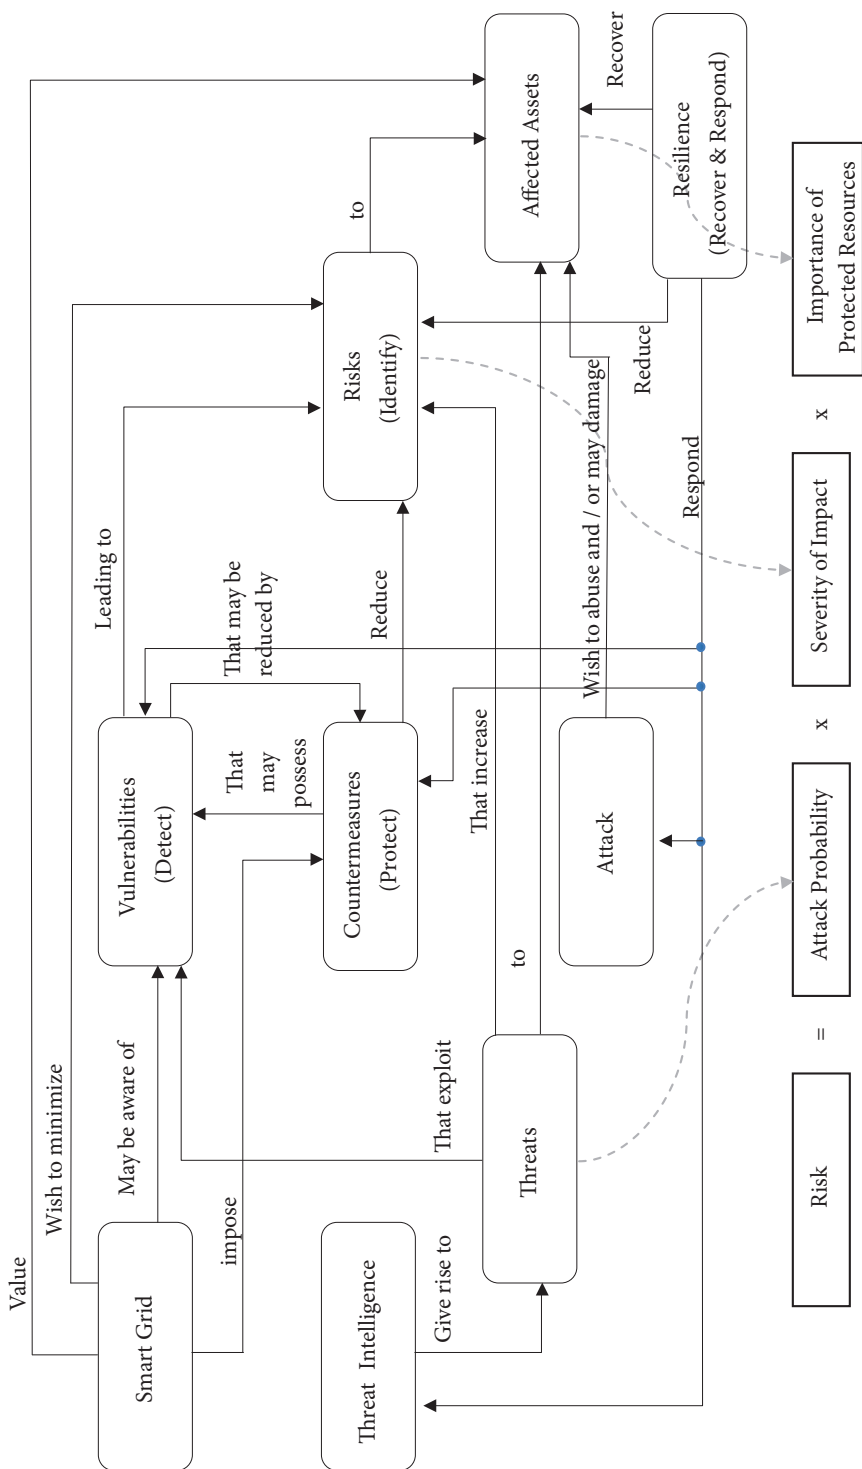 Value
Wish to minimize
Smart Grid
May be aware of
Vulnerabilities
(Detect)
Leading to
impose
That
may
possess
That may be
reduced by
Threat Intelligence
Countermeasures
(Protect)
Reduce
Risks
(Identify)
to
Give rise to
That exploit
That increase
Threats
to
Affected Assets
Attack
Wish to abuse and / or may damage
Reduce
Recover
Respond
Resilience
(Recover & Respond)
Risk
=
Attack Probability
x
Severity of Impact
x
Importance of
Protected Resources